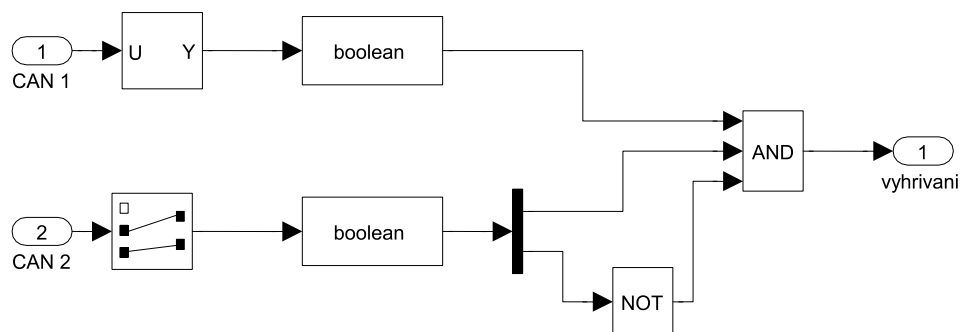 1
CAN 1
U Y
boolean
AND
1
vyhrivani
2
CAN 2
boolean
NOT